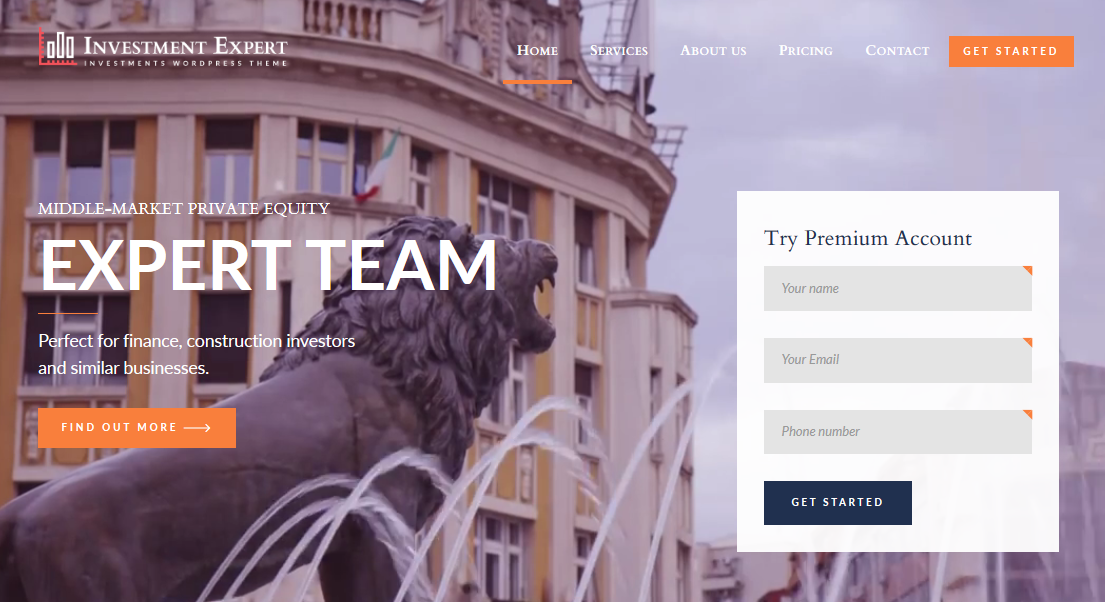 INVESTMENT EXPERT
INVESTMENTS WORDPRESS THEME
HOME SERVICES ABOUT US PRICING CONTACT GET STARTED
MIDDLE-MARKET PRIVATE EQUITY
EXPERT TEAM
Perfect for finance, construction investors
and similar businesses.
FIND OUT MORE
Try Premium Account
Your name
Your Email
Phone number
GET STARTED